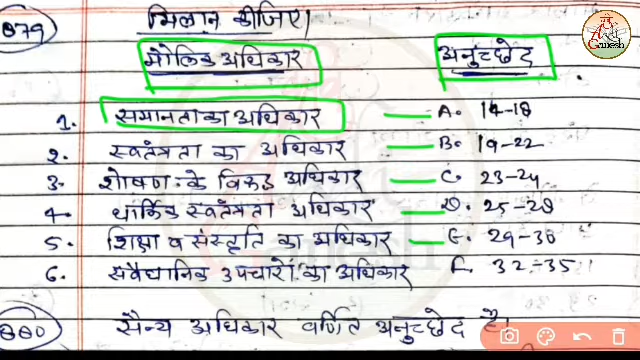 879 मिलान कीजिए।
मौलिक अधिकार अनुच्छेद
1. समानता का अधिकार — A. 14-18
2. स्वतंत्रता का अधिकार — B. 19-22
3. शोषण के विरुद्ध अधिकार — C. 23-24
4. धार्मिक स्वतंत्रता अधिकार — D. 25-28
5. शिक्षा व संस्कृति का अधिकार — E. 29-30
6. संवैधानिक उपचारों का अधिकार F. 32-35
880 सैन्य अधिकार वर्णित अनुच्छेद है।
Ganesh